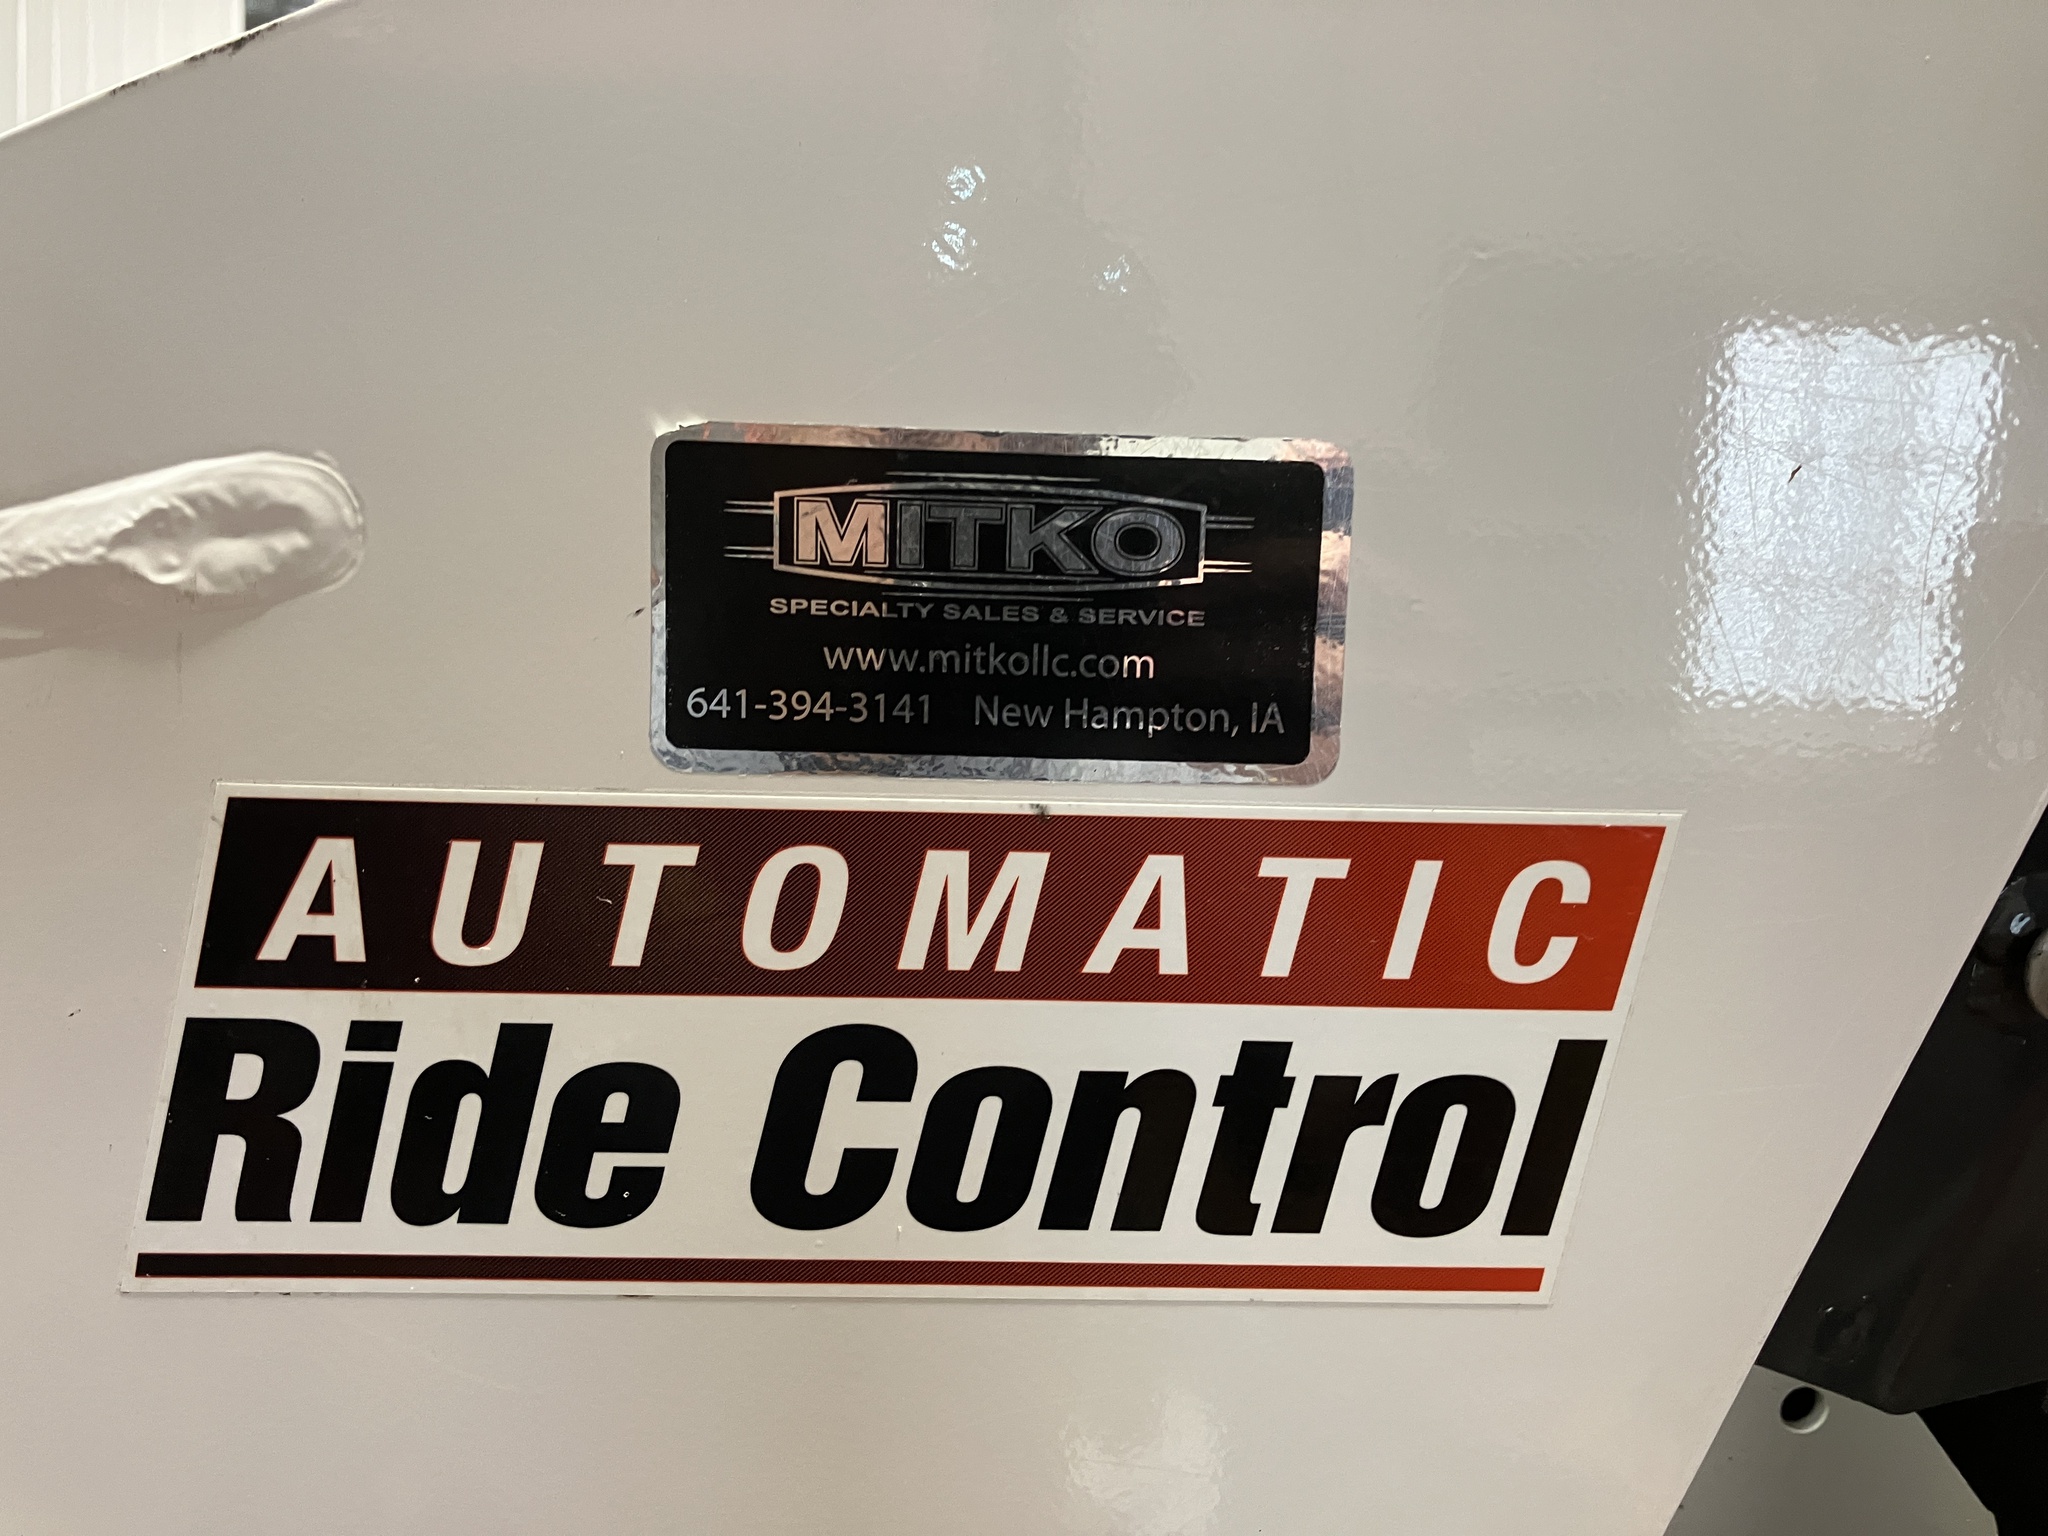 MITKO
SPECIALTY SALES & SERVICE
www.mitkollc.com
641-394-3141 New Hampton, IA
AUTOMATIC
Ride Control